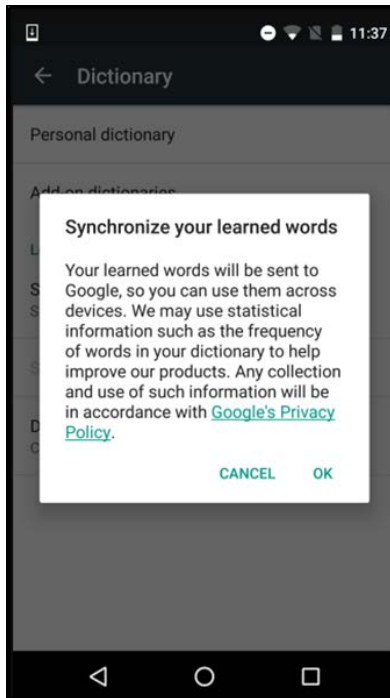 11:37
Dictionary
Personal dictionary
Add-on dictionaries
Synchronize your learned words
Your learned words will be sent to
Google, so you can use them across
devices. We may use statistical
information such as the frequency
of words in your dictionary to help
improve our products. Any collection
and use of such information will be
in accordance with Google's Privacy
Policy.
CANCEL OK
L
S
S
S
D
C